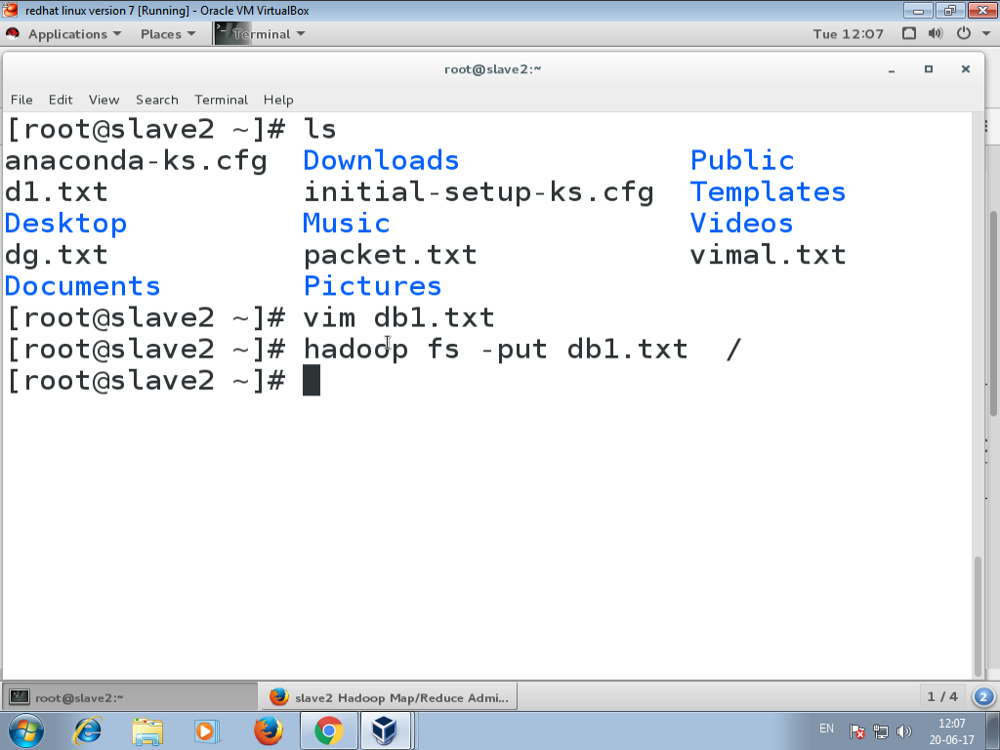 redhat linux version 7 [Running] - Oracle VM VirtualBox
Applications Places Terminal Tue 12:07
root@slave2:~
File Edit View Search Terminal Help
[root@slave2 ~]# ls
anaconda-ks.cfg Downloads Public
d1.txt initial-setup-ks.cfg Templates
Desktop Music Videos
dg.txt packet.txt vimal.txt
Documents Pictures
[root@slave2 ~]# vim db1.txt
[root@slave2 ~]# hadoop fs -put db1.txt  /
[root@slave2 ~]#
root@slave2:~ slave2 Hadoop Map/Reduce Admi... 1 / 4 2
EN 12:07
20-06-17